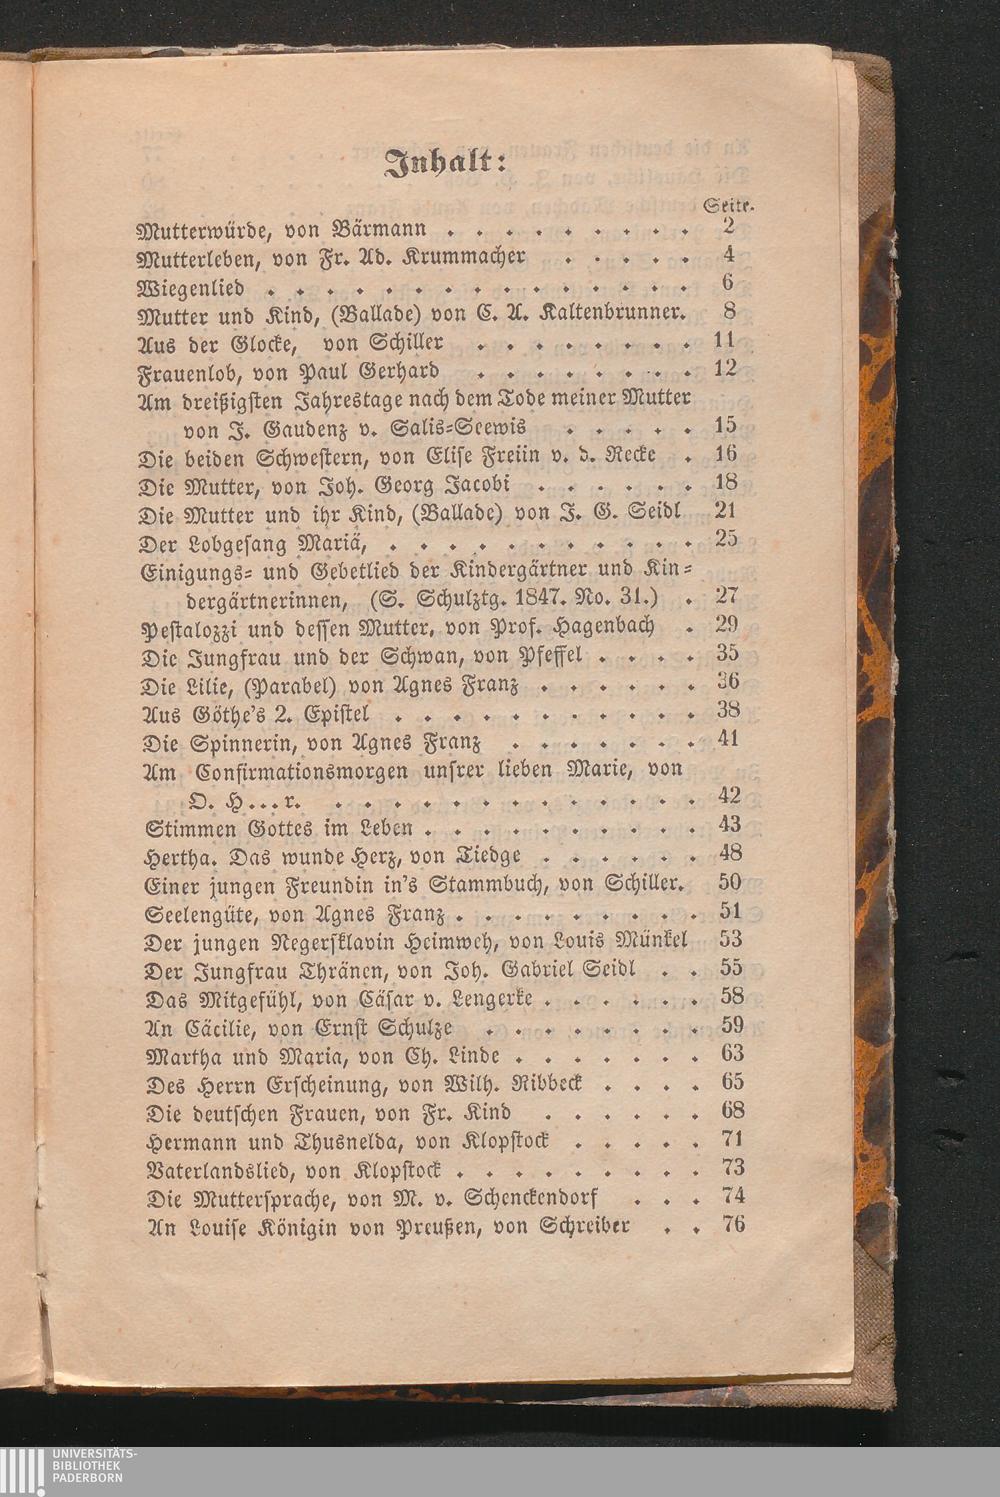 Inhalt:
Seite.
Mutterwürde, von Bärmann . . . . . . . . . 2
Mutterleben, von Fr. Ad. Krummacher . . . . . 4
Wiegenlied . . . . . . . . . . . . . . . 6
Mutter und Kind, (Ballade) von C. A. Kaltenbrunner. 8
Aus der Glocke, von Schiller . . . . . . . . 11
Frauenlob, von Paul Gerhard . . . . . . . . 12
Am dreißigsten Jahrestage nach dem Tode meiner Mutter
von J. Gaudenz v. Salis-Seewis . . . . . 15
Die beiden Schwestern, von Elise Freiin v. d. Recke . 16
Die Mutter, von Joh. Georg Jacobi . . . . . . 18
Die Mutter und ihr Kind, (Ballade) von J. G. Seidl 21
Der Lobgesang Mariä, . . . . . . . . . . . 25
Einigungs- und Gebetlied der Kindergärtner und Kin-
dergärtnerinnen, (S. Schulztg. 1847. No. 31.) . 27
Pestalozzi und dessen Mutter, von Prof. Hagenbach . 29
Die Jungfrau und der Schwan, von Pfeffel . . . . 35
Die Lilie, (Parabel) von Agnes Franz . . . . . . 36
Aus Göthe's 2. Epistel . . . . . . . . . . . 38
Die Spinnerin, von Agnes Franz . . . . . . . 41
Am Confirmationsmorgen unsrer lieben Marie, von
O. H...r. . . . . . . . . . . . . . 42
Stimmen Gottes im Leben . . . . . . . . . . 43
Hertha. Das wunde Herz, von Tiedge . . . . . . 48
Einer jungen Freundin in's Stammbuch, von Schiller. 50
Seelengüte, von Agnes Franz . . . . . . . . . 51
Der jungen Negersklavin Heimweh, von Louis Münkel 53
Der Jungfrau Thränen, von Joh. Gabriel Seidl . . 55
Das Mitgefühl, von Cäsar v. Lengerke . . . . . . 58
An Cäcilie, von Ernst Schulze . . . . . . . . 59
Martha und Maria, von Ch. Linde . . . . . . . 63
Des Herrn Erscheinung, von Wilh. Ribbeck . . . . 65
Die deutschen Frauen, von Fr. Kind . . . . . . 68
Hermann und Thusnelda, von Klopstock . . . . . 71
Vaterlandslied, von Klopstock . . . . . . . . . 73
Die Muttersprache, von M. v. Schenckendorf . . . 74
An Louise Königin von Preußen, von Schreiber . . 76
UNIVERSITÄTS-
BIBLIOTHEK
PADERBORN